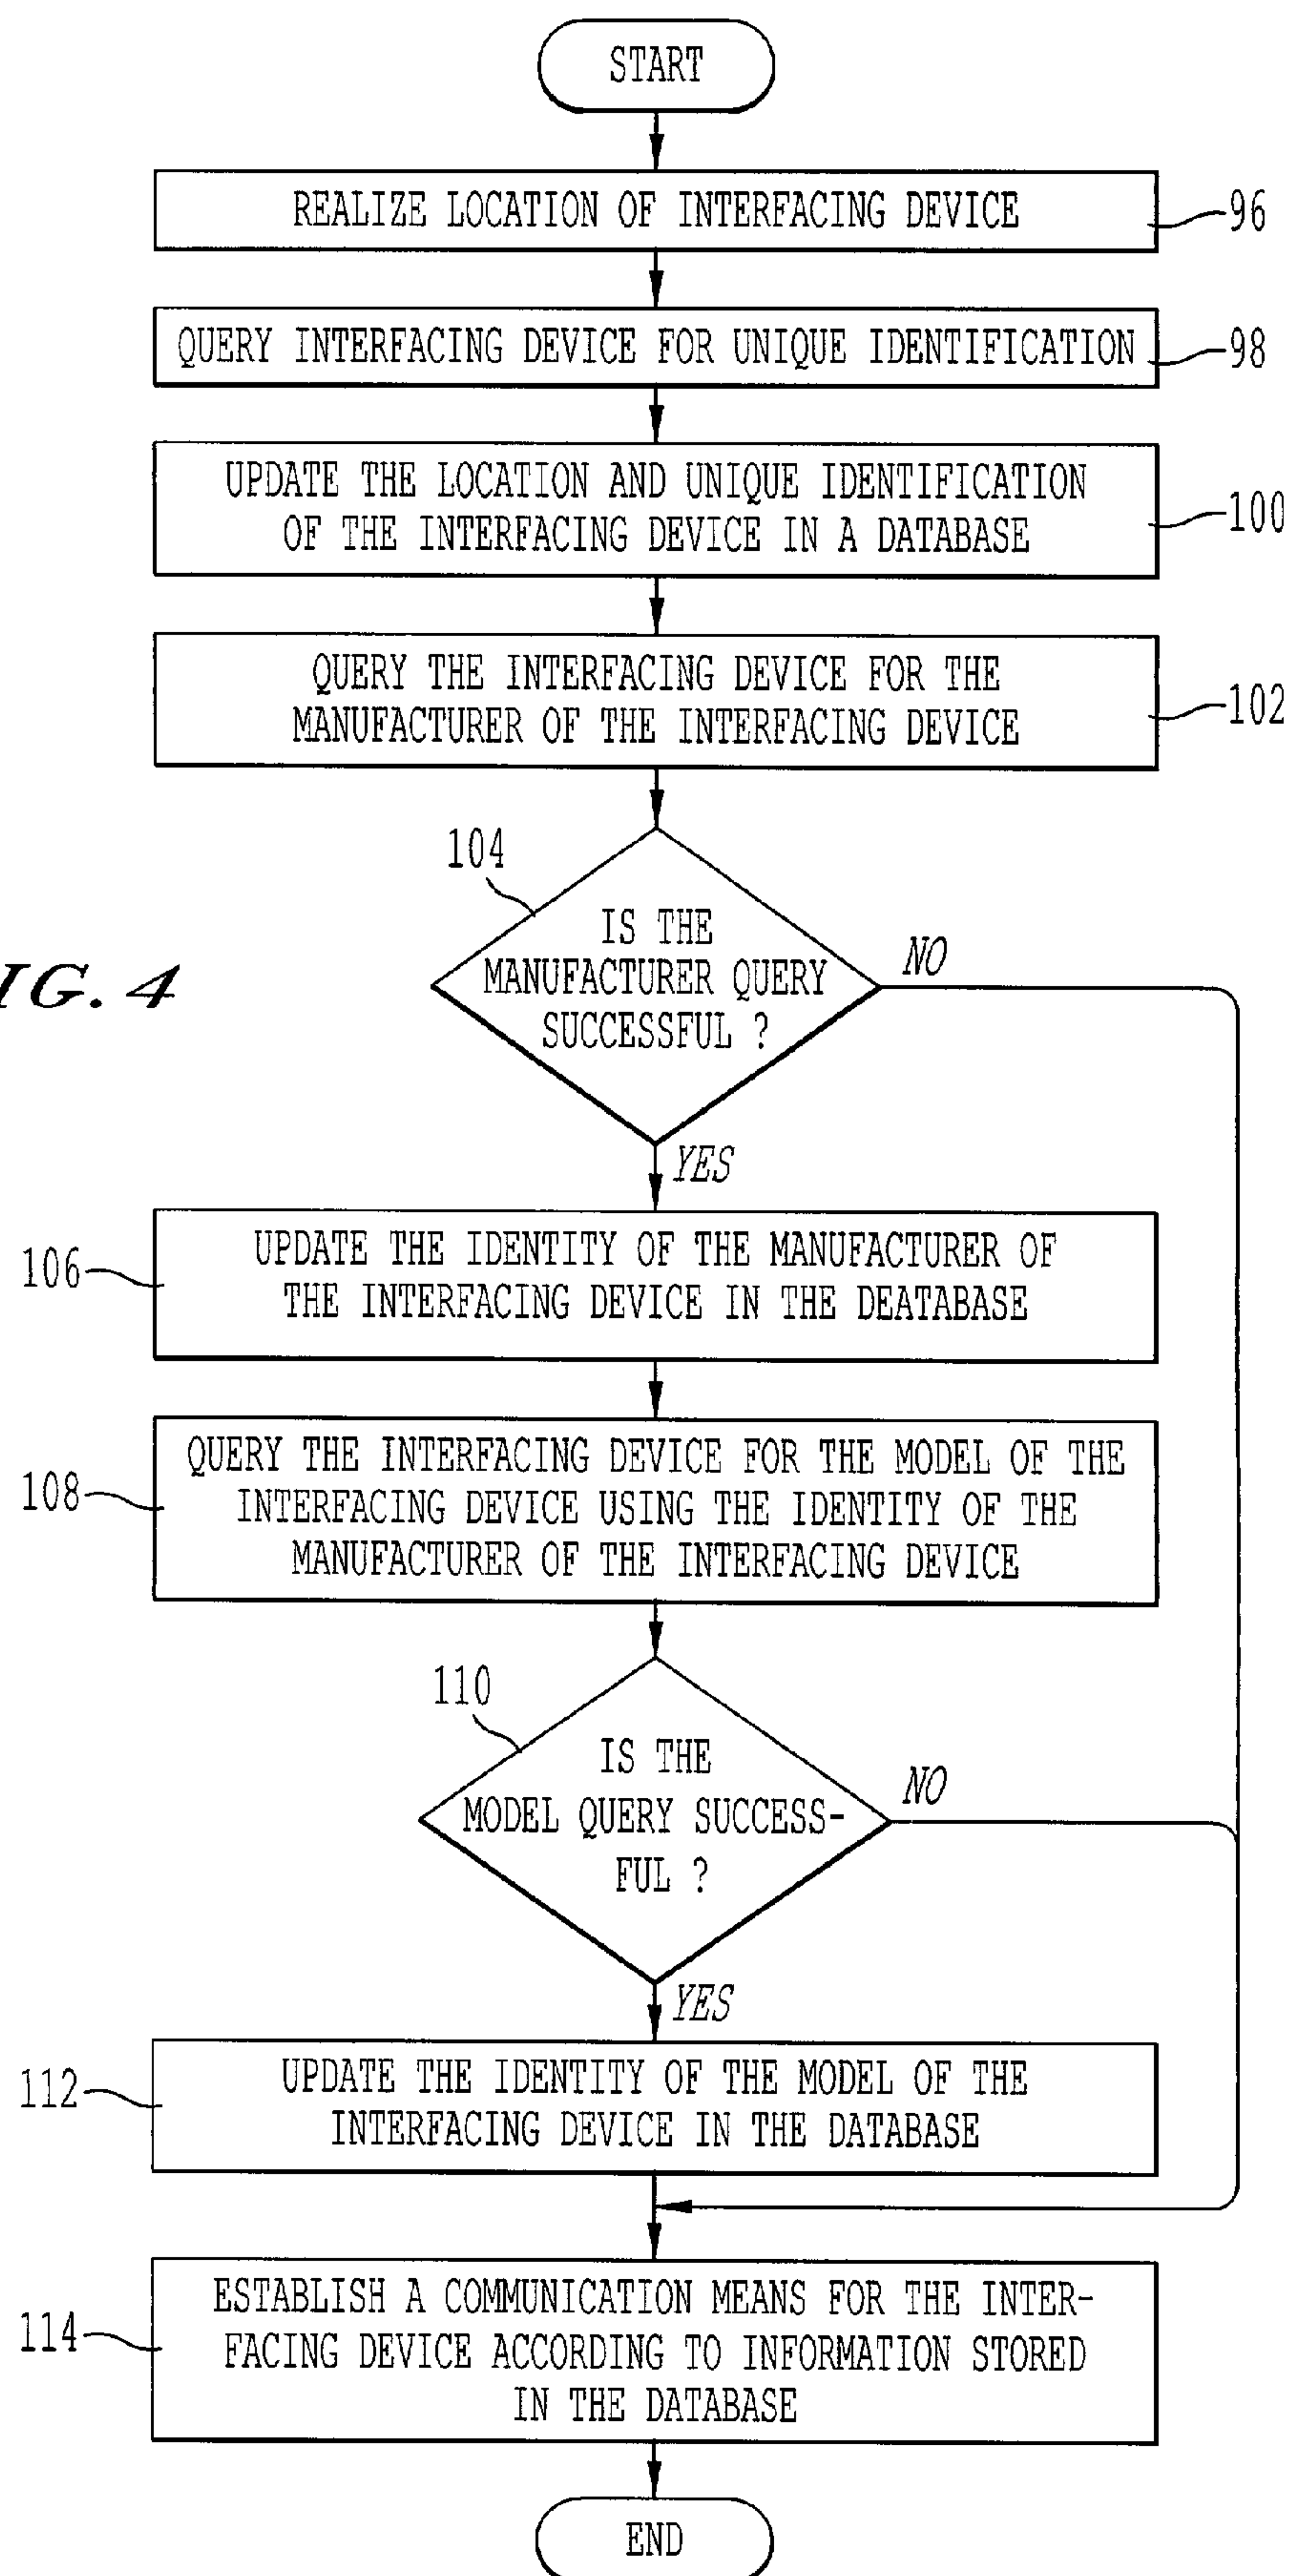 START
REALIZE LOCATION OF INTERFACING DEVICE
96
QUERY INTERFACING DEVICE FOR UNIQUE IDENTIFICATION
98
UPDATE THE LOCATION AND UNIQUE IDENTIFICATION
OF THE INTERFACING DEVICE IN A DATABASE
100
QUERY THE INTERFACING DEVICE FOR THE
MANUFACTURER OF THE INTERFACING DEVICE
102
104
IS THE
MANUFACTURER QUERY
SUCCESSFUL ?
NO
IG. 4
YES
106
UPDATE THE IDENTITY OF THE MANUFACTURER OF
THE INTERFACING DEVICE IN THE DEATABASE
108
QUERY THE INTERFACING DEVICE FOR THE MODEL OF THE
INTERFACING DEVICE USING THE IDENTITY OF THE
MANUFACTURER OF THE INTERFACING DEVICE
110
IS THE
MODEL QUERY SUCCESS-
FUL ?
NO
YES
112
UPDATE THE IDENTITY OF THE MODEL OF THE
INTERFACING DEVICE IN THE DATABASE
114
ESTABLISH A COMMUNICATION MEANS FOR THE INTER-
FACING DEVICE ACCORDING TO INFORMATION STORED
IN THE DATABASE
END